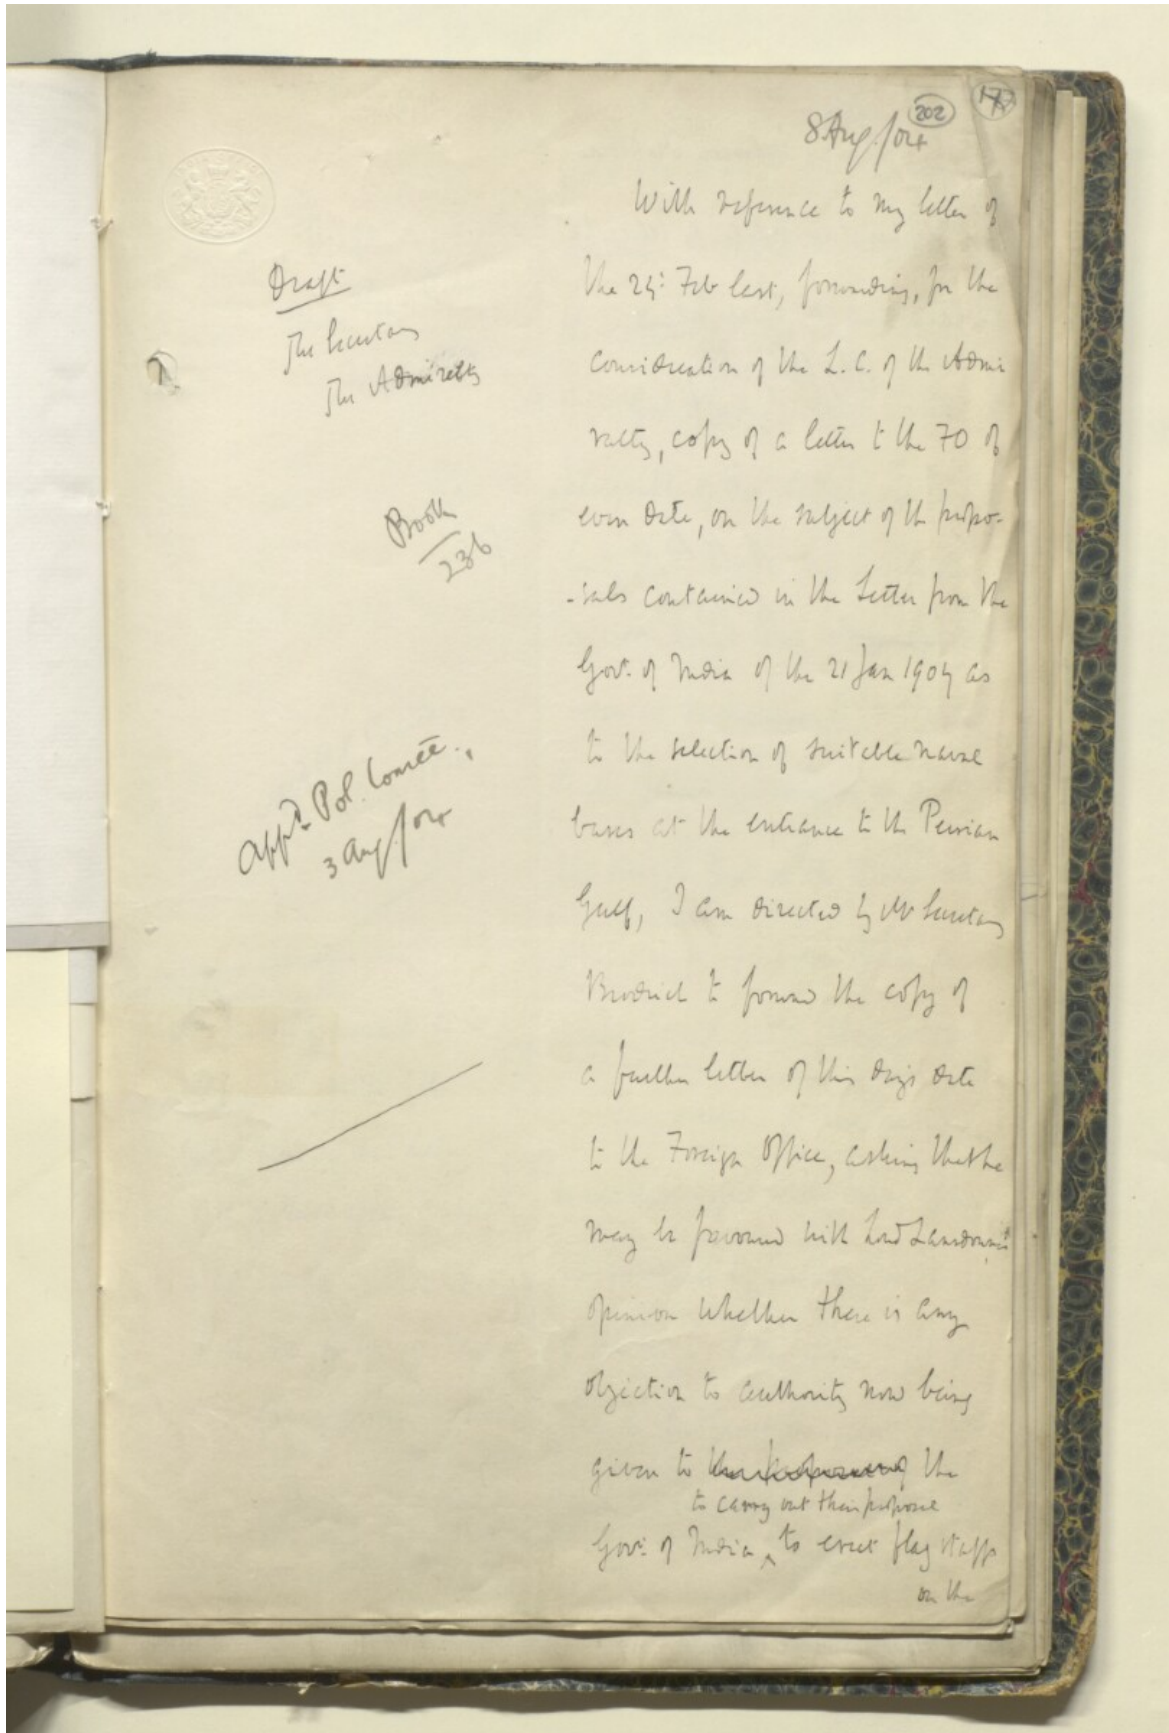 202
8 Aug /04
Draft
The Secretary
The Admiralty
Book
236
Appd. Pol. Comtee.,
3 Aug /04
With reference to my letter of
the 24: Feb last, forwarding, for the
consideration of the L. C. of the Admi
ralty, copy of a letter to the FO of
even date, on the subject of the propo-
-sals contained in the Letter from the
Govt. of India of the 21 Jan 1904 as
to the selection of suitable naval
bases at the entrance to the Persian
Gulf, I am directed by Mr Secretary
Brodrick to forward the copy of
a further letter of this day's date
to the Foreign Office, asking that he
may be favoured with Lord Lansdowne's
opinion whether there is any
objection to authority now being
given to the proposal of the
to carry out their proposal
Govt: of India ^ to erect flag staffs
on the